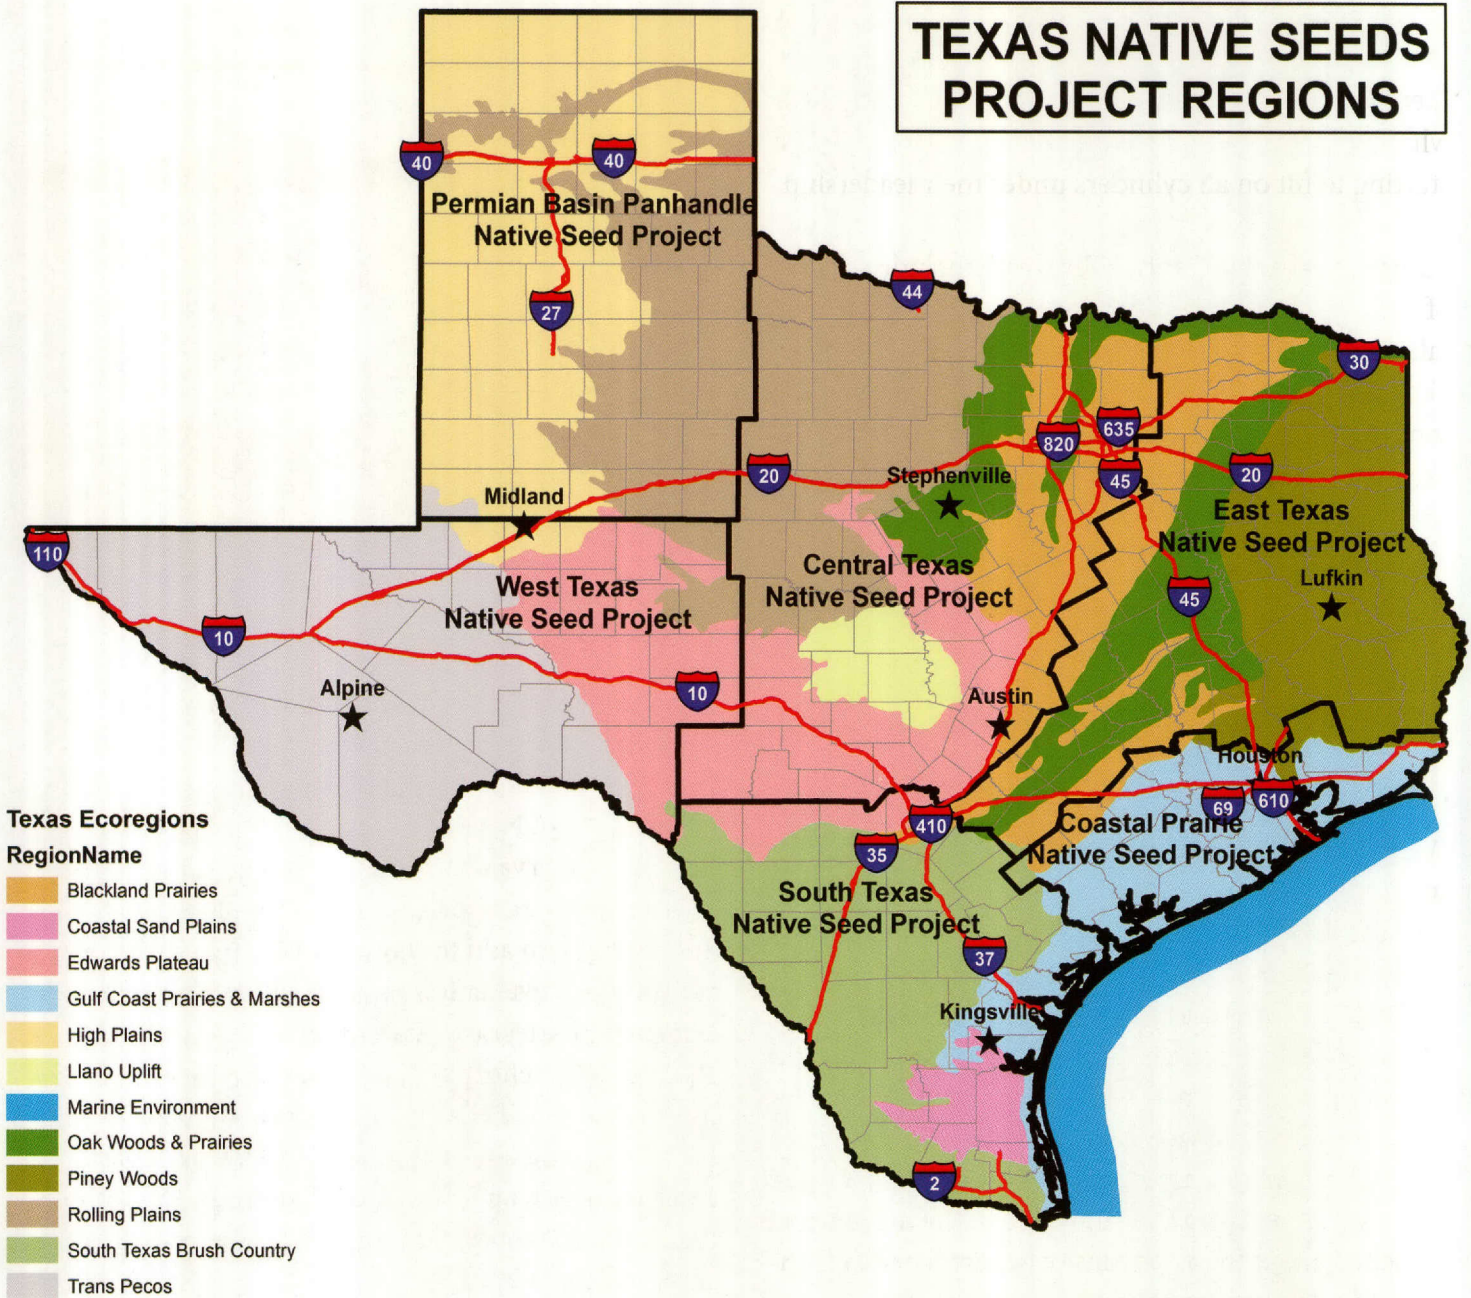 TEXAS NATIVE SEEDS
PROJECT REGIONS
40
40
Permian Basin Panhandle
Native Seed Project
27
44
30
635
820
20
45
20
Stephenville
Midland
East Texas
Native Seed Project
110
Central Texas
Native Seed Project
West Texas
Native Seed Project
Lufkin
45
10
Alpine
10
Austin
Houston
69
610
410
Coastal Prairie
Native Seed Project
35
South Texas
Native Seed Project
37
Kingsville
2
Texas Ecoregions
RegionName
Blackland Prairies
Coastal Sand Plains
Edwards Plateau
Gulf Coast Prairies & Marshes
High Plains
Llano Uplift
Marine Environment
Oak Woods & Prairies
Piney Woods
Rolling Plains
South Texas Brush Country
Trans Pecos